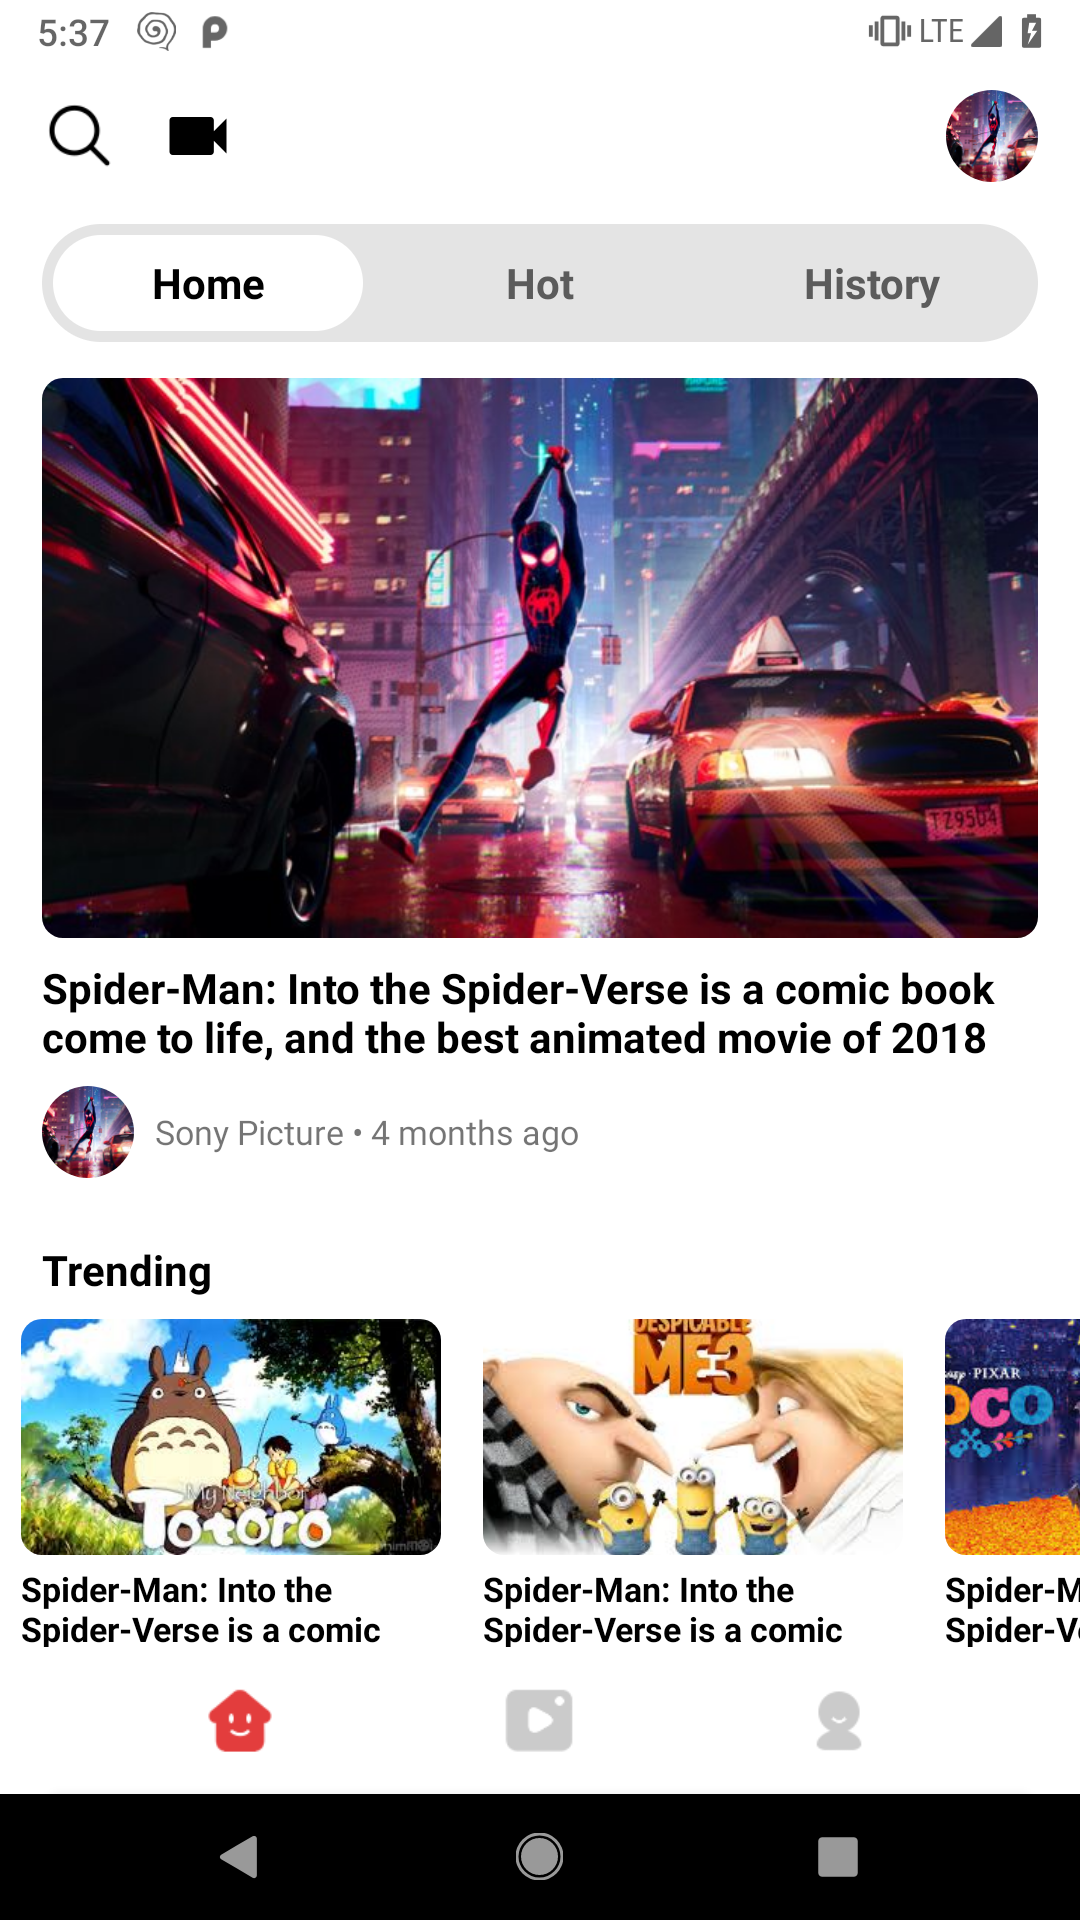 5:37
LTE
Home
Hot
History
TZ9504
Spider-Man: Into the Spider-Verse is a comic book
come to life, and the best animated movie of 2018
Sony Picture • 4 months ago
Trending
My Neighbor
Totoro
DESPICABLE
ME3
Disney · PIXAR
COCO
Spider-Man: Into the
Spider-Verse is a comic
Spider-Man: Into the
Spider-Verse is a comic
Spider-M
Spider-V